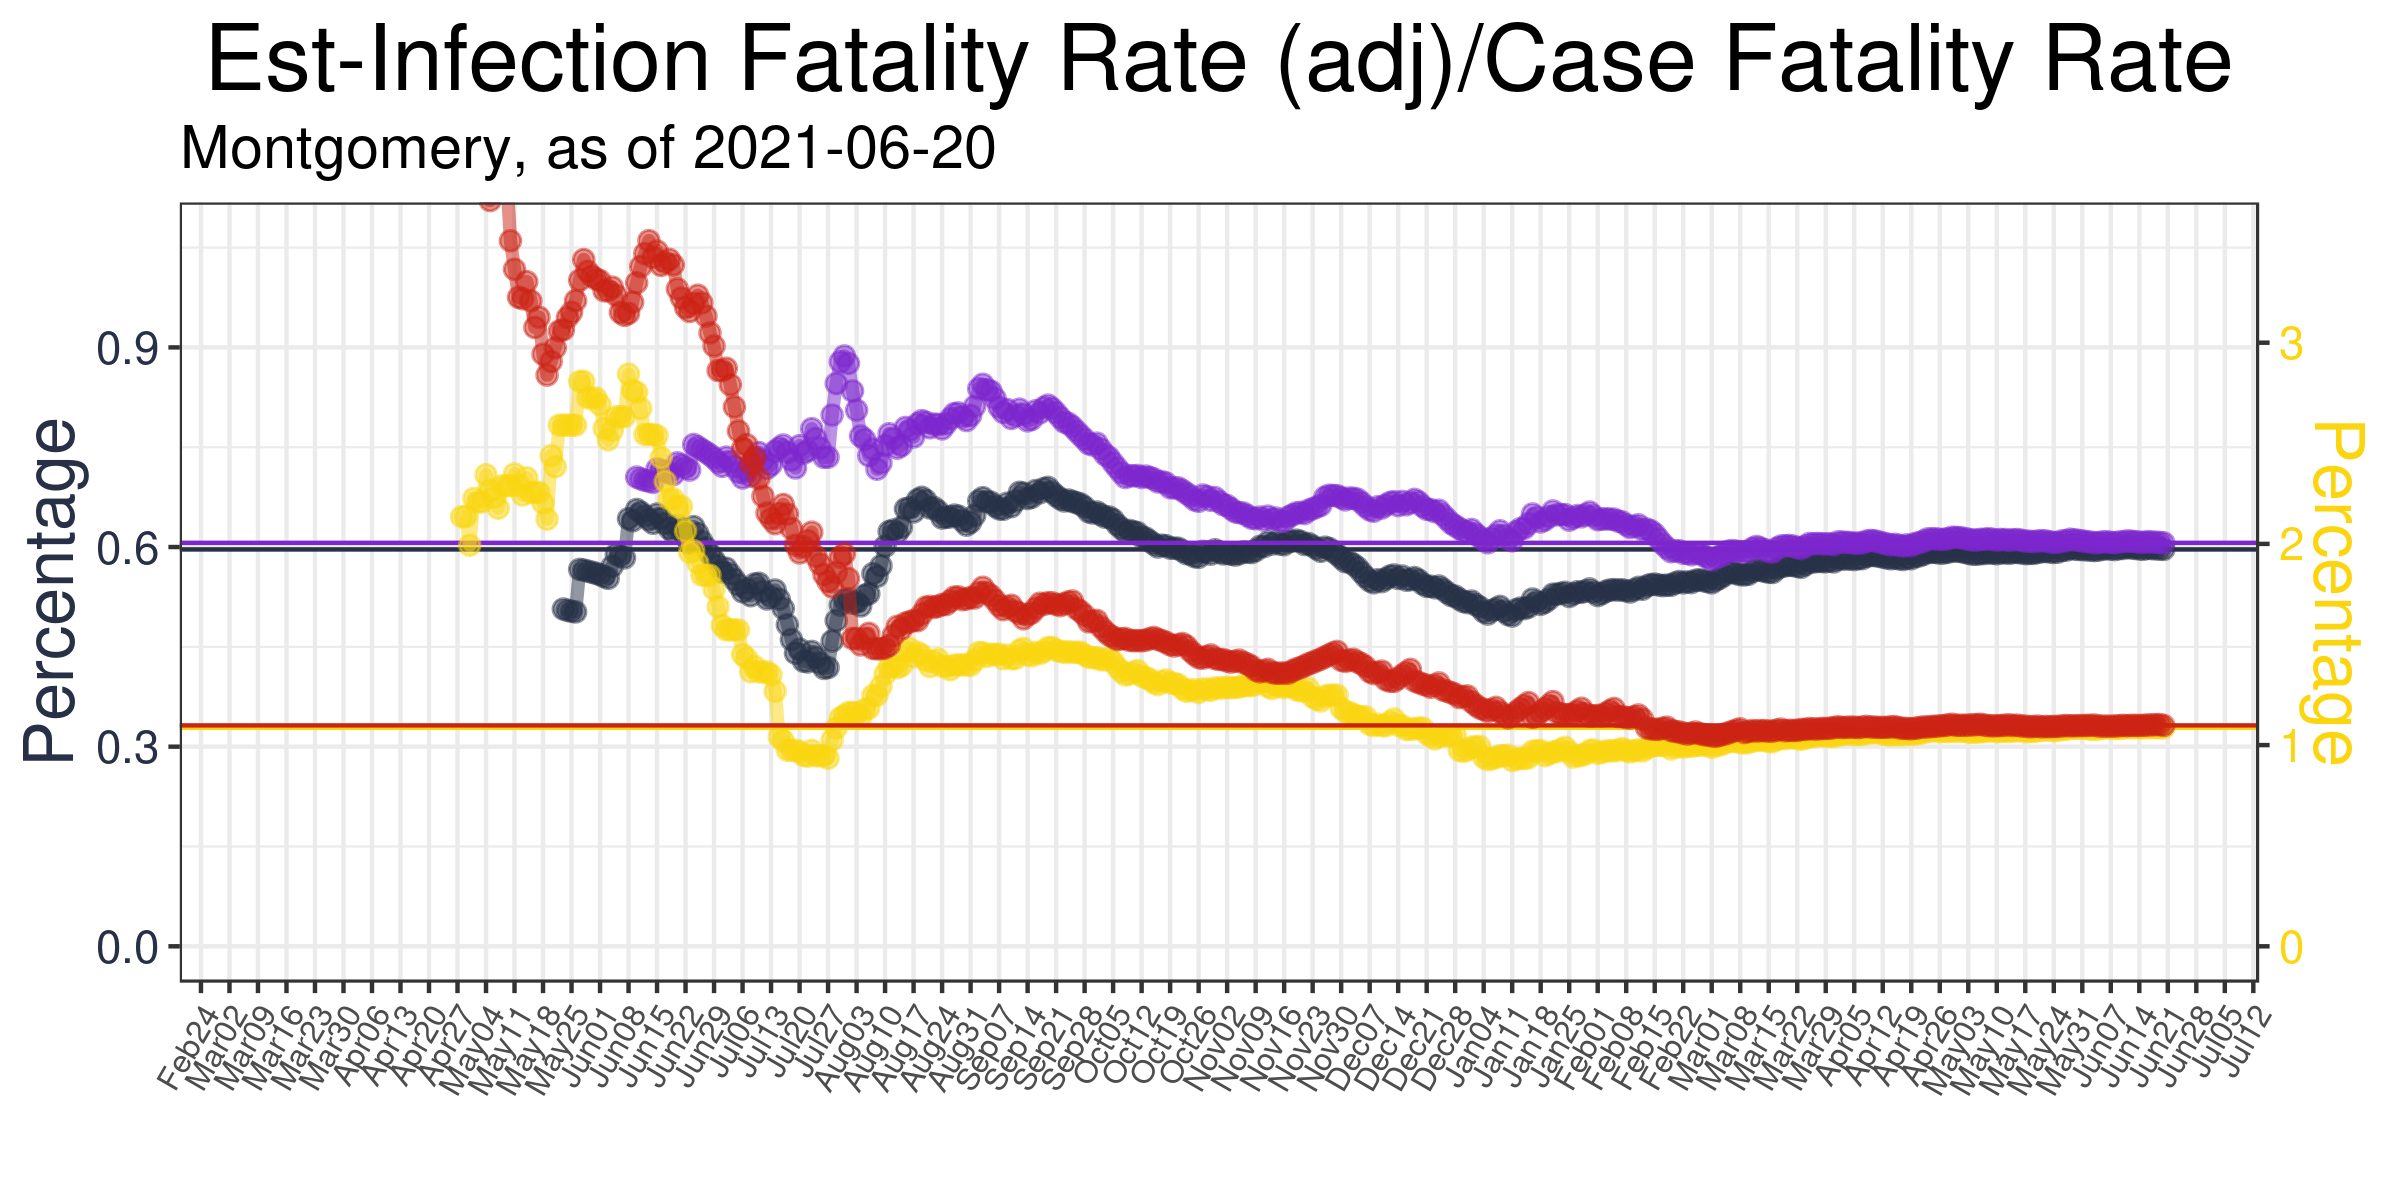 Est-Infection Fatality Rate (adj)/Case Fatality Rate
Montgomery, as of 2021-06-20
Percentage
0.9
0.6
0.3
0.0
3
2
1
0
Percentage
Feb24
Mar02
Mar09
Mar16
Mar23
Mar30
Apr06
Apr13
Apr20
Apr27
May04
May11
May18
May25
Jun01
Jun08
Jun15
Jun22
Jun29
Jul06
Jul13
Jul20
Jul27
Aug03
Aug10
Aug17
Aug24
Aug31
Sep07
Sep14
Sep21
Sep28
Oct05
Oct12
Oct19
Oct26
Nov02
Nov09
Nov16
Nov23
Nov30
Dec07
Dec14
Dec21
Dec28
Jan04
Jan11
Jan18
Jan25
Feb01
Feb08
Feb15
Feb22
Mar01
Mar08
Mar15
Mar22
Mar29
Apr05
Apr12
Apr19
Apr26
May03
May10
May17
May24
May31
Jun07
Jun14
Jun21
Jun28
Jul05
Jul12